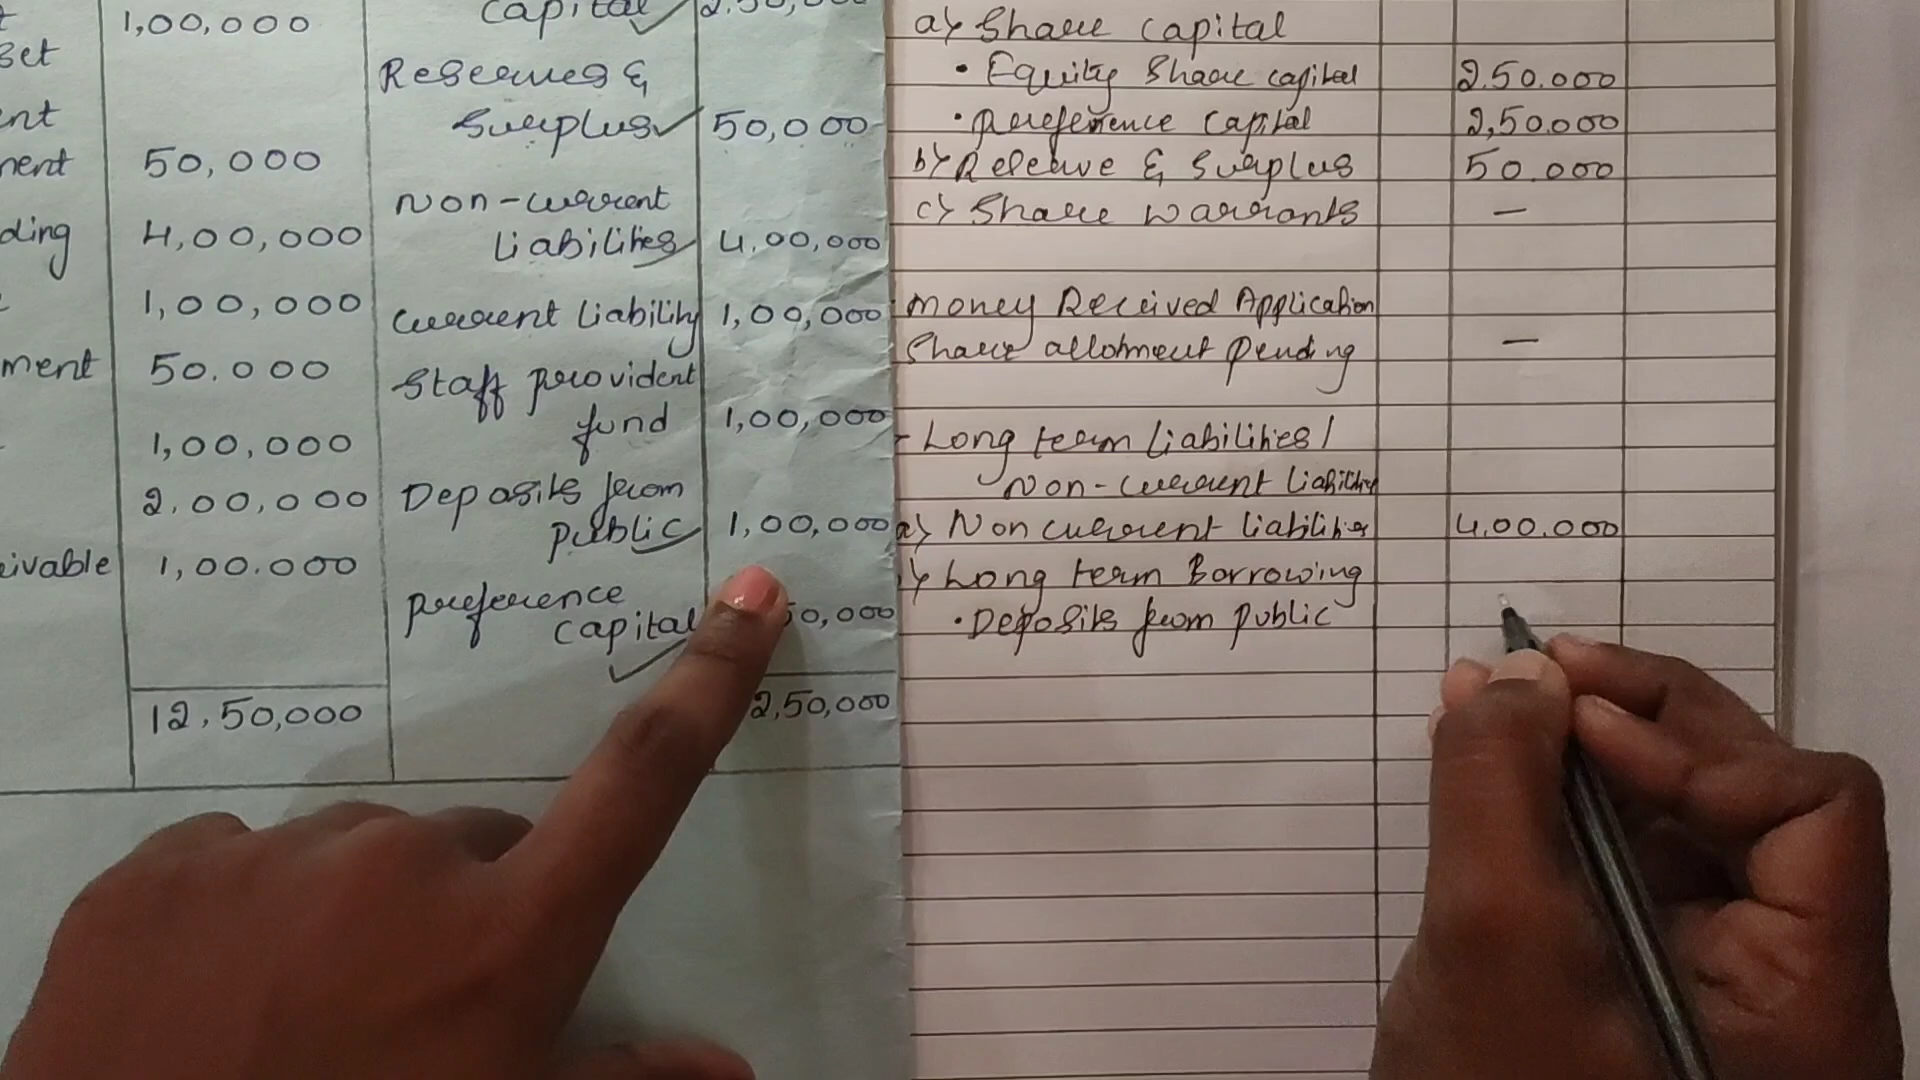 1,00,000
set
ment
50,000
ding
4,00,000
1,00,000
ment
50.000
1,00,000
2,00,000
eivable
1,00.000
12,50,000
capital
Reserves &
Surplus 50,000
Non-current
liabilities 4,00,000
Current liability 1,00,000
Staff provident
fund 1,00,000
Deposits from
public 1,00,000
preference
capital 50,000
2,50,000
a) Share capital
• Equity Share capital 2.50.000
• preference capital 2,50.000
b) Reserve & Surplus 50.000
c) Share warrants —
money Received Application
Share allotment pending —
- Long term liabilities /
Non-current liabilities
a) Non current liabilities 4.00.000
Long term Borrowing
• Deposits from public